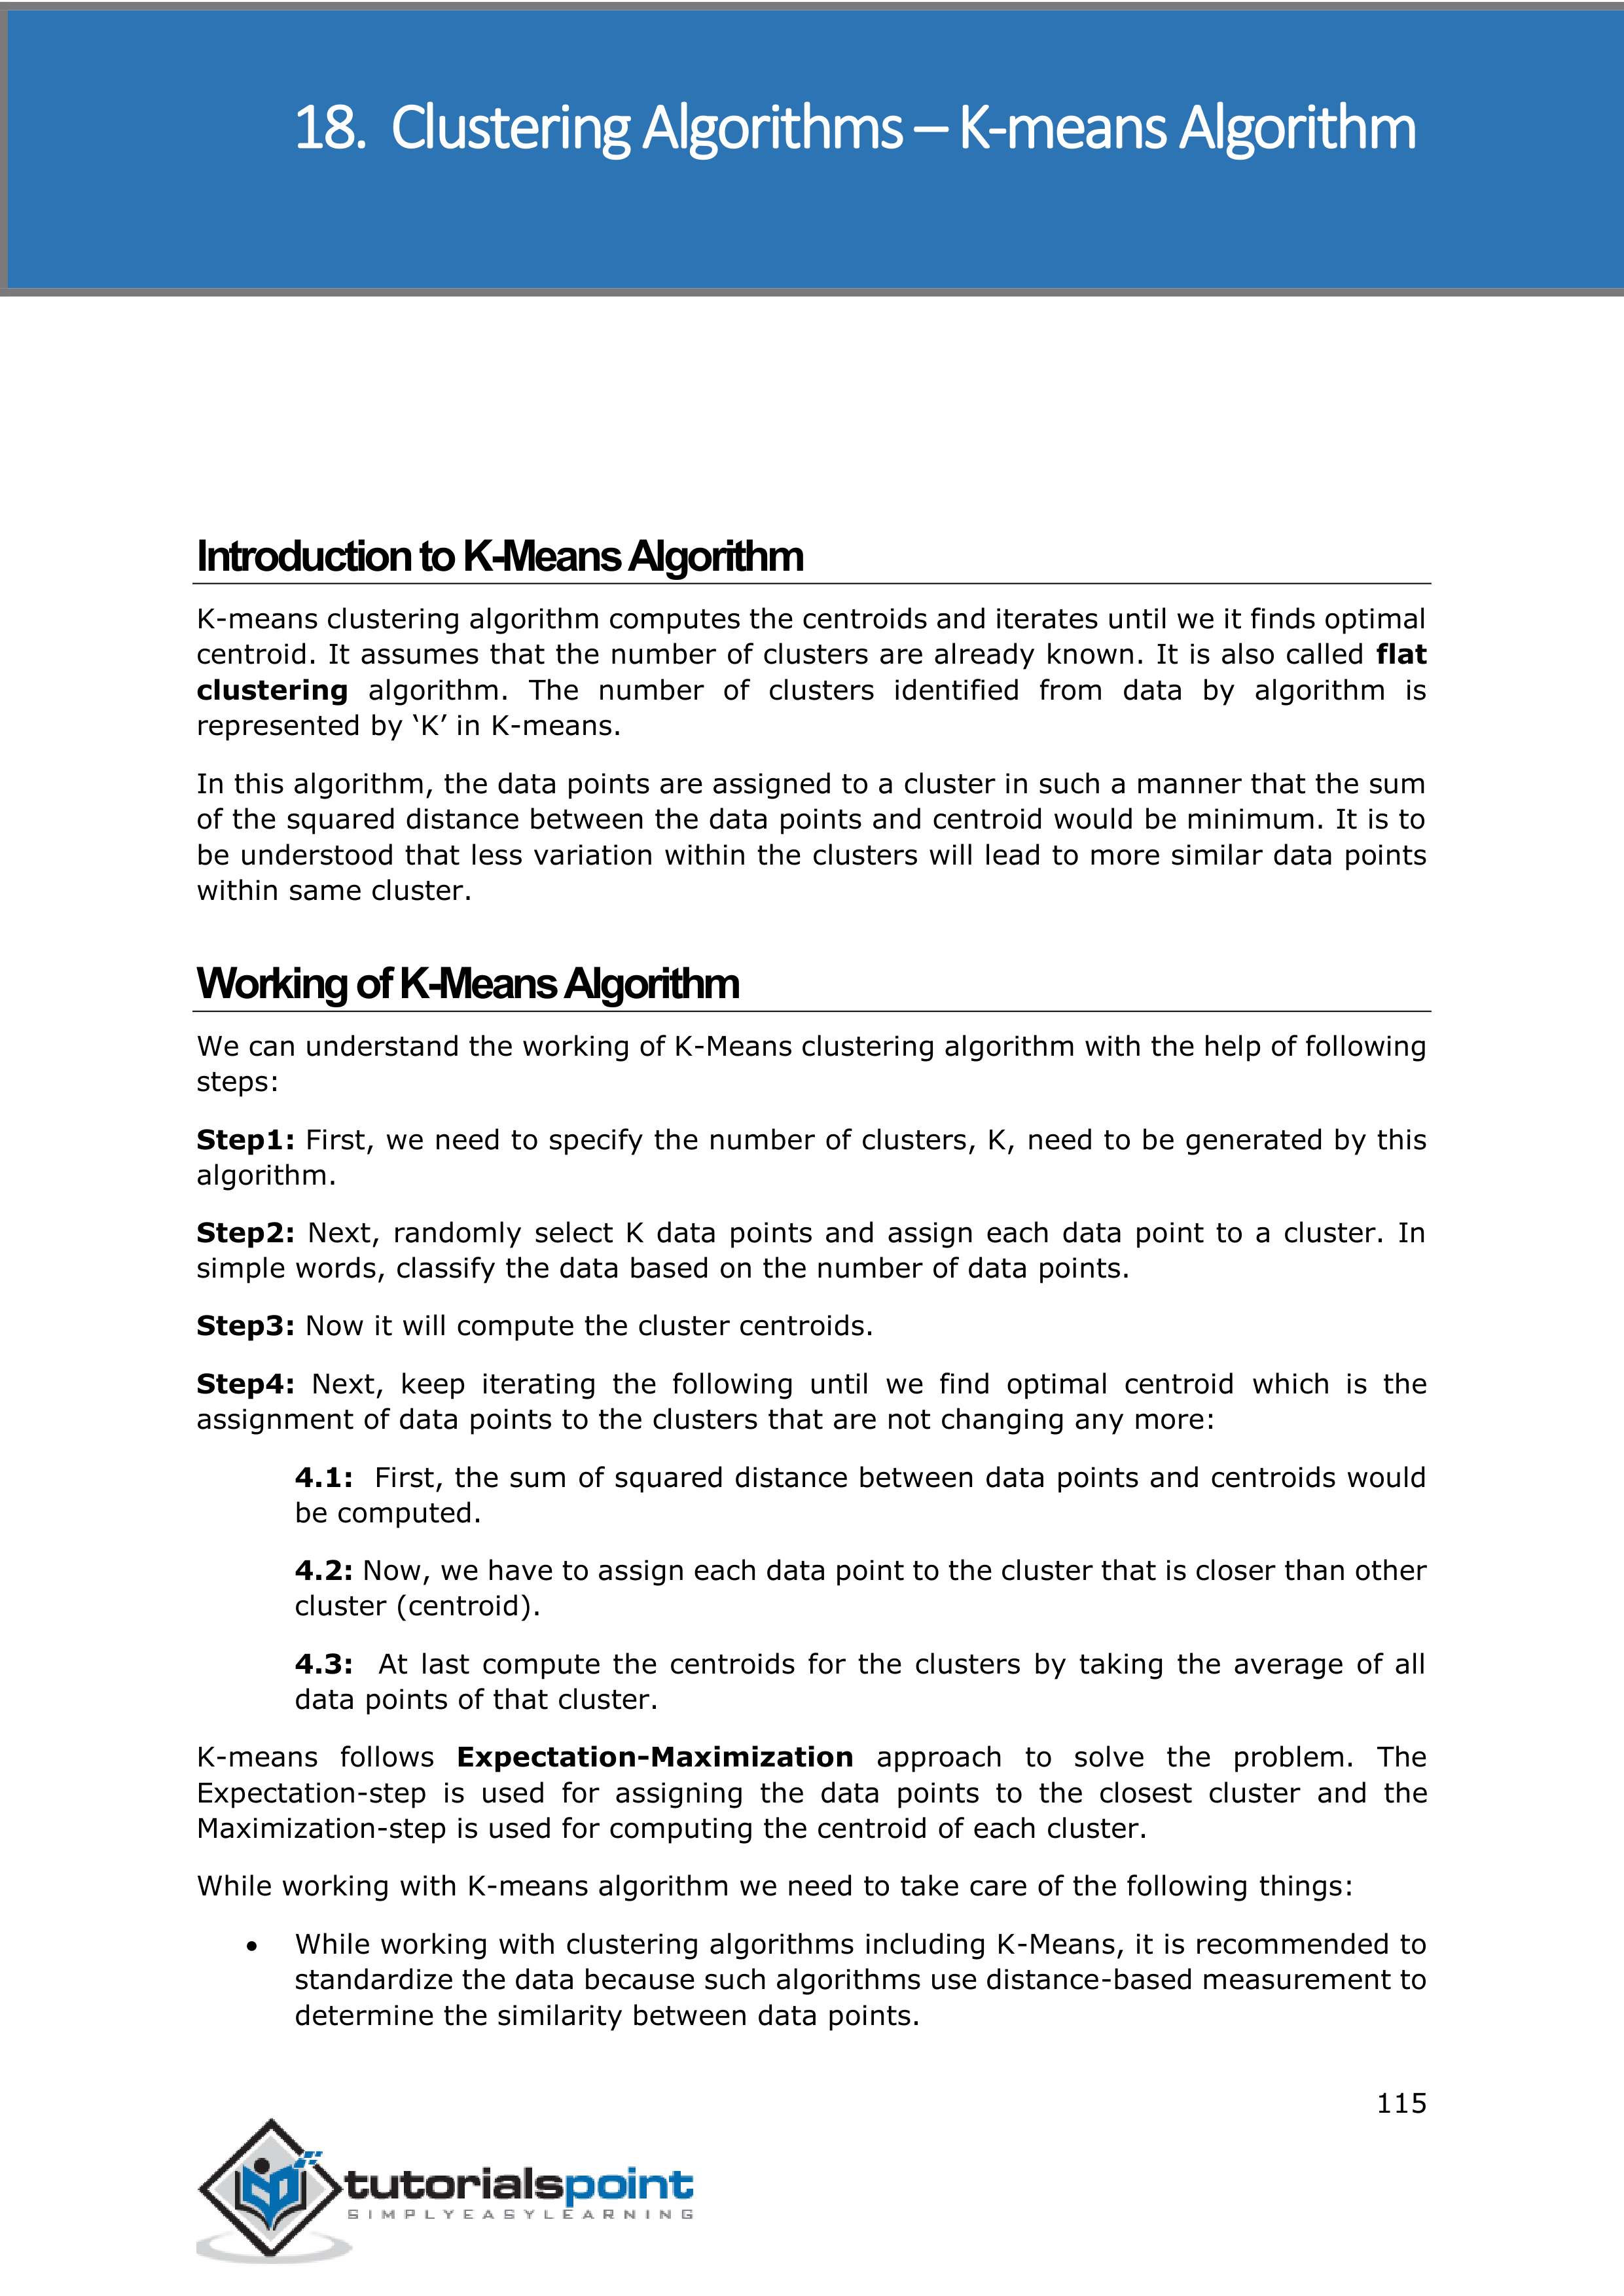 18. Clustering Algorithms – K-means Algorithm
Introduction to K-Means Algorithm
K-means clustering algorithm computes the centroids and iterates until we it finds optimal
centroid. It assumes that the number of clusters are already known. It is also called flat
clustering algorithm. The number of clusters identified from data by algorithm is
represented by ‘K’ in K-means.
In this algorithm, the data points are assigned to a cluster in such a manner that the sum
of the squared distance between the data points and centroid would be minimum. It is to
be understood that less variation within the clusters will lead to more similar data points
within same cluster.
Working of K-Means Algorithm
We can understand the working of K-Means clustering algorithm with the help of following
steps:
Step1: First, we need to specify the number of clusters, K, need to be generated by this
algorithm.
Step2: Next, randomly select K data points and assign each data point to a cluster. In
simple words, classify the data based on the number of data points.
Step3: Now it will compute the cluster centroids.
Step4: Next, keep iterating the following until we find optimal centroid which is the
assignment of data points to the clusters that are not changing any more:
4.1: First, the sum of squared distance between data points and centroids would
be computed.
4.2: Now, we have to assign each data point to the cluster that is closer than other
cluster (centroid).
4.3: At last compute the centroids for the clusters by taking the average of all
data points of that cluster.
K-means follows Expectation-Maximization approach to solve the problem. The
Expectation-step is used for assigning the data points to the closest cluster and the
Maximization-step is used for computing the centroid of each cluster.
While working with K-means algorithm we need to take care of the following things:
• While working with clustering algorithms including K-Means, it is recommended to
standardize the data because such algorithms use distance-based measurement to
determine the similarity between data points.
115
tutorialspoint
SIMPLYEASYLEARNING